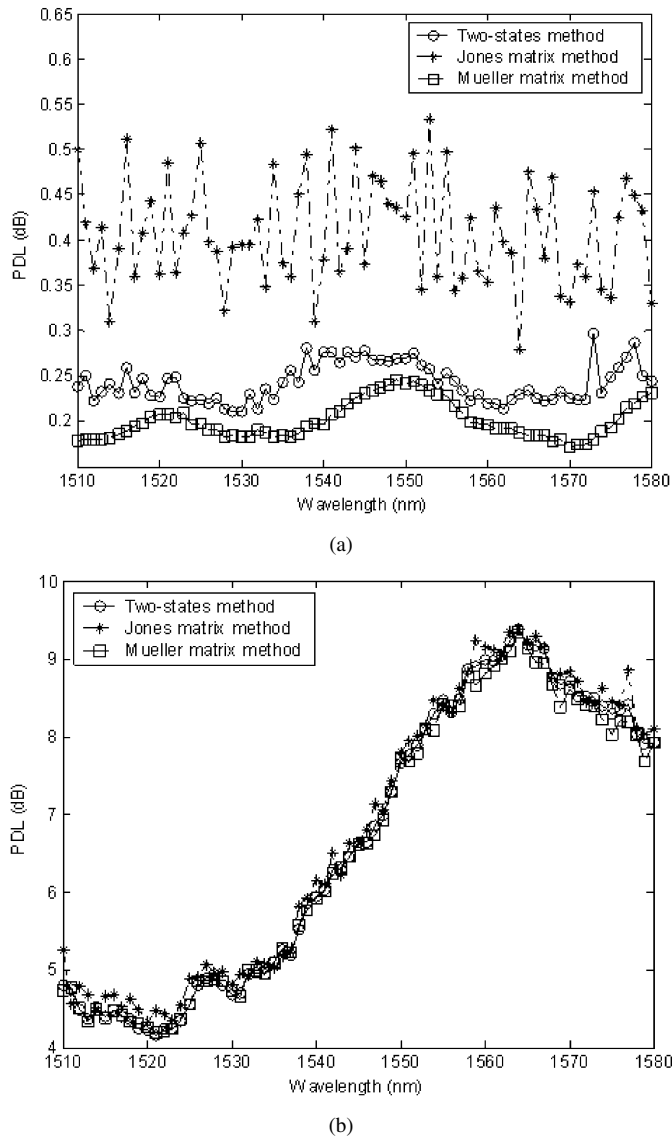 0.65
0.6
0.55
0.5
0.45
0.4
0.35
0.3
0.25
0.2
PDL (dB)
Two-states method
Jones matrix method
Mueller matrix method
1510 1520 1530 1540 1550 1560 1570 1580
Wavelength (nm)
(a)
10
9
8
7
6
5
4
PDL (dB)
Two-states method
Jones matrix method
Mueller matrix method
1510 1520 1530 1540 1550 1560 1570 1580
Wavelength (nm)
(b)